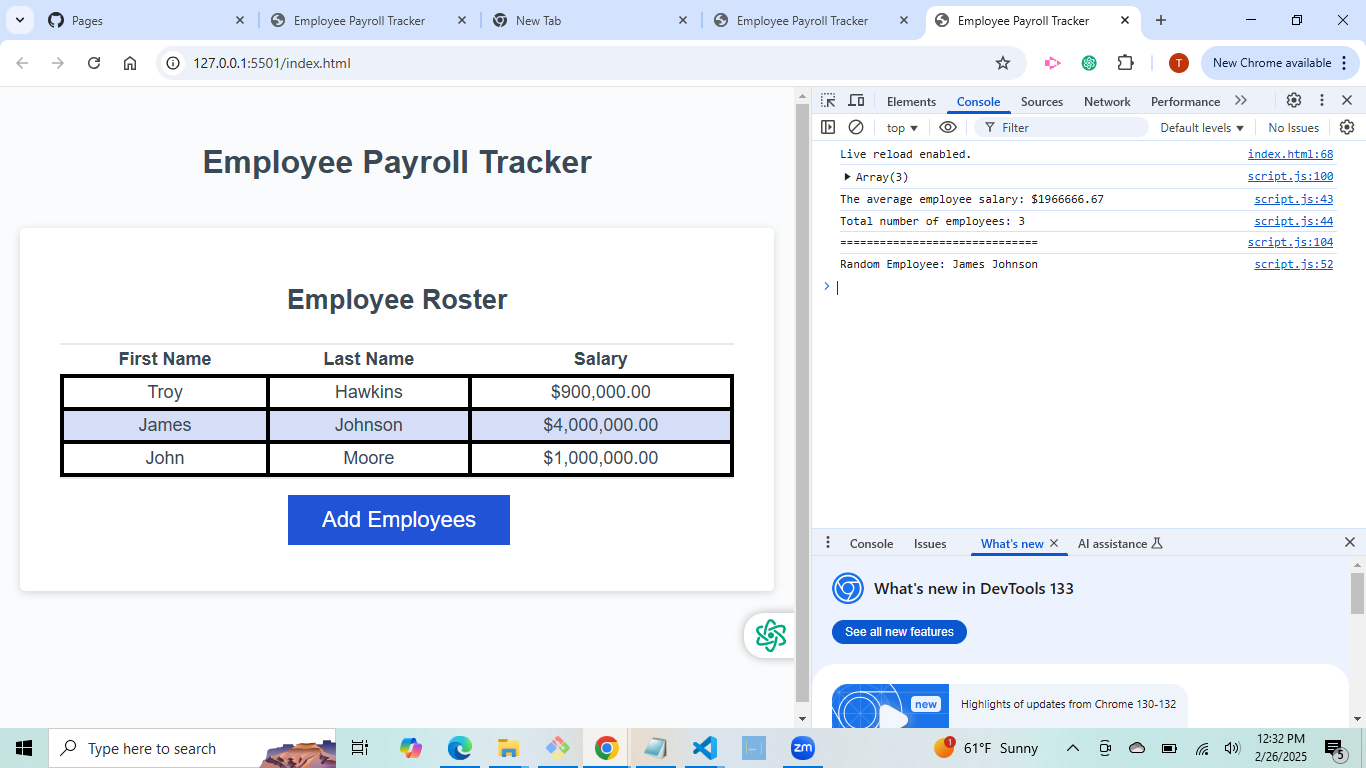 Pages
Employee Payroll Tracker
New Tab
Employee Payroll Tracker
Employee Payroll Tracker
127.0.0.1:5501/index.html
T
New Chrome available
Employee Payroll Tracker
Employee Roster
First Name Last Name Salary
Troy Hawkins $900,000.00
James Johnson $4,000,000.00
John Moore $1,000,000.00
Add Employees
Elements Console Sources Network Performance
top Filter Default levels No Issues
Live reload enabled. index.html:68
Array(3) script.js:100
The average employee salary: $1966666.67 script.js:43
Total number of employees: 3 script.js:44
============================== script.js:104
Random Employee: James Johnson script.js:52
Console Issues What's new AI assistance
What's new in DevTools 133
See all new features
new
Highlights of updates from Chrome 130-132
Type here to search
zm
1
61°F Sunny
12:32 PM
2/26/2025
5